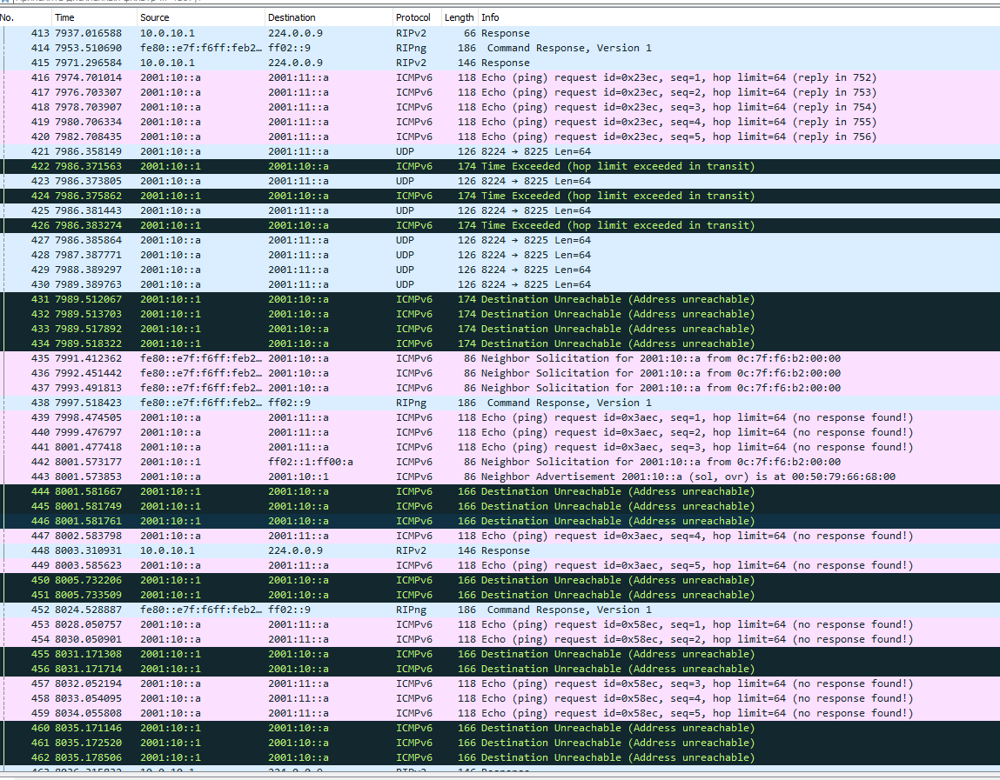 No. Time Source Destination Protocol Length Info
413 7937.016588 10.0.10.1 224.0.0.9 RIPv2 66 Response
414 7953.510690 fe80::e7f:f6ff:feb2… ff02::9 RIPng 186 Command Response, Version 1
415 7971.296584 10.0.10.1 224.0.0.9 RIPv2 146 Response
416 7974.701014 2001:10::a 2001:11::a ICMPv6 118 Echo (ping) request id=0x23ec, seq=1, hop limit=64 (reply in 752)
417 7976.703307 2001:10::a 2001:11::a ICMPv6 118 Echo (ping) request id=0x23ec, seq=2, hop limit=64 (reply in 753)
418 7978.703907 2001:10::a 2001:11::a ICMPv6 118 Echo (ping) request id=0x23ec, seq=3, hop limit=64 (reply in 754)
419 7980.706334 2001:10::a 2001:11::a ICMPv6 118 Echo (ping) request id=0x23ec, seq=4, hop limit=64 (reply in 755)
420 7982.708435 2001:10::a 2001:11::a ICMPv6 118 Echo (ping) request id=0x23ec, seq=5, hop limit=64 (reply in 756)
421 7986.358149 2001:10::a 2001:11::a UDP 126 8224 → 8225 Len=64
422 7986.371563 2001:10::1 2001:10::a ICMPv6 174 Time Exceeded (hop limit exceeded in transit)
423 7986.373805 2001:10::a 2001:11::a UDP 126 8224 → 8225 Len=64
424 7986.375862 2001:10::1 2001:10::a ICMPv6 174 Time Exceeded (hop limit exceeded in transit)
425 7986.381443 2001:10::a 2001:11::a UDP 126 8224 → 8225 Len=64
426 7986.383274 2001:10::1 2001:10::a ICMPv6 174 Time Exceeded (hop limit exceeded in transit)
427 7986.385864 2001:10::a 2001:11::a UDP 126 8224 → 8225 Len=64
428 7987.387771 2001:10::a 2001:11::a UDP 126 8224 → 8225 Len=64
429 7988.389297 2001:10::a 2001:11::a UDP 126 8224 → 8225 Len=64
430 7989.389763 2001:10::a 2001:11::a UDP 126 8224 → 8225 Len=64
431 7989.512067 2001:10::1 2001:10::a ICMPv6 174 Destination Unreachable (Address unreachable)
432 7989.513703 2001:10::1 2001:10::a ICMPv6 174 Destination Unreachable (Address unreachable)
433 7989.517892 2001:10::1 2001:10::a ICMPv6 174 Destination Unreachable (Address unreachable)
434 7989.518322 2001:10::1 2001:10::a ICMPv6 174 Destination Unreachable (Address unreachable)
435 7991.412362 fe80::e7f:f6ff:feb2… 2001:10::a ICMPv6 86 Neighbor Solicitation for 2001:10::a from 0c:7f:f6:b2:00:00
436 7992.451442 fe80::e7f:f6ff:feb2… 2001:10::a ICMPv6 86 Neighbor Solicitation for 2001:10::a from 0c:7f:f6:b2:00:00
437 7993.491813 fe80::e7f:f6ff:feb2… 2001:10::a ICMPv6 86 Neighbor Solicitation for 2001:10::a from 0c:7f:f6:b2:00:00
438 7997.518423 fe80::e7f:f6ff:feb2… ff02::9 RIPng 186 Command Response, Version 1
439 7998.474505 2001:10::a 2001:11::a ICMPv6 118 Echo (ping) request id=0x3aec, seq=1, hop limit=64 (no response found!)
440 7999.476797 2001:10::a 2001:11::a ICMPv6 118 Echo (ping) request id=0x3aec, seq=2, hop limit=64 (no response found!)
441 8001.477418 2001:10::a 2001:11::a ICMPv6 118 Echo (ping) request id=0x3aec, seq=3, hop limit=64 (no response found!)
442 8001.573177 2001:10::1 ff02::1:ff00:a ICMPv6 86 Neighbor Solicitation for 2001:10::a from 0c:7f:f6:b2:00:00
443 8001.573853 2001:10::a 2001:10::1 ICMPv6 86 Neighbor Advertisement 2001:10::a (sol, ovr) is at 00:50:79:66:68:00
444 8001.581667 2001:10::1 2001:10::a ICMPv6 166 Destination Unreachable (Address unreachable)
445 8001.581749 2001:10::1 2001:10::a ICMPv6 166 Destination Unreachable (Address unreachable)
446 8001.581761 2001:10::1 2001:10::a ICMPv6 166 Destination Unreachable (Address unreachable)
447 8002.583798 2001:10::a 2001:11::a ICMPv6 118 Echo (ping) request id=0x3aec, seq=4, hop limit=64 (no response found!)
448 8003.310931 10.0.10.1 224.0.0.9 RIPv2 146 Response
449 8003.585623 2001:10::a 2001:11::a ICMPv6 118 Echo (ping) request id=0x3aec, seq=5, hop limit=64 (no response found!)
450 8005.732206 2001:10::1 2001:10::a ICMPv6 166 Destination Unreachable (Address unreachable)
451 8005.733509 2001:10::1 2001:10::a ICMPv6 166 Destination Unreachable (Address unreachable)
452 8024.528887 fe80::e7f:f6ff:feb2… ff02::9 RIPng 186 Command Response, Version 1
453 8028.050757 2001:10::a 2001:11::a ICMPv6 118 Echo (ping) request id=0x58ec, seq=1, hop limit=64 (no response found!)
454 8030.050901 2001:10::a 2001:11::a ICMPv6 118 Echo (ping) request id=0x58ec, seq=2, hop limit=64 (no response found!)
455 8031.171308 2001:10::1 2001:10::a ICMPv6 166 Destination Unreachable (Address unreachable)
456 8031.171714 2001:10::1 2001:10::a ICMPv6 166 Destination Unreachable (Address unreachable)
457 8032.052194 2001:10::a 2001:11::a ICMPv6 118 Echo (ping) request id=0x58ec, seq=3, hop limit=64 (no response found!)
458 8033.054095 2001:10::a 2001:11::a ICMPv6 118 Echo (ping) request id=0x58ec, seq=4, hop limit=64 (no response found!)
459 8034.055808 2001:10::a 2001:11::a ICMPv6 118 Echo (ping) request id=0x58ec, seq=5, hop limit=64 (no response found!)
460 8035.171146 2001:10::1 2001:10::a ICMPv6 166 Destination Unreachable (Address unreachable)
461 8035.172520 2001:10::1 2001:10::a ICMPv6 166 Destination Unreachable (Address unreachable)
462 8035.178506 2001:10::1 2001:10::a ICMPv6 166 Destination Unreachable (Address unreachable)